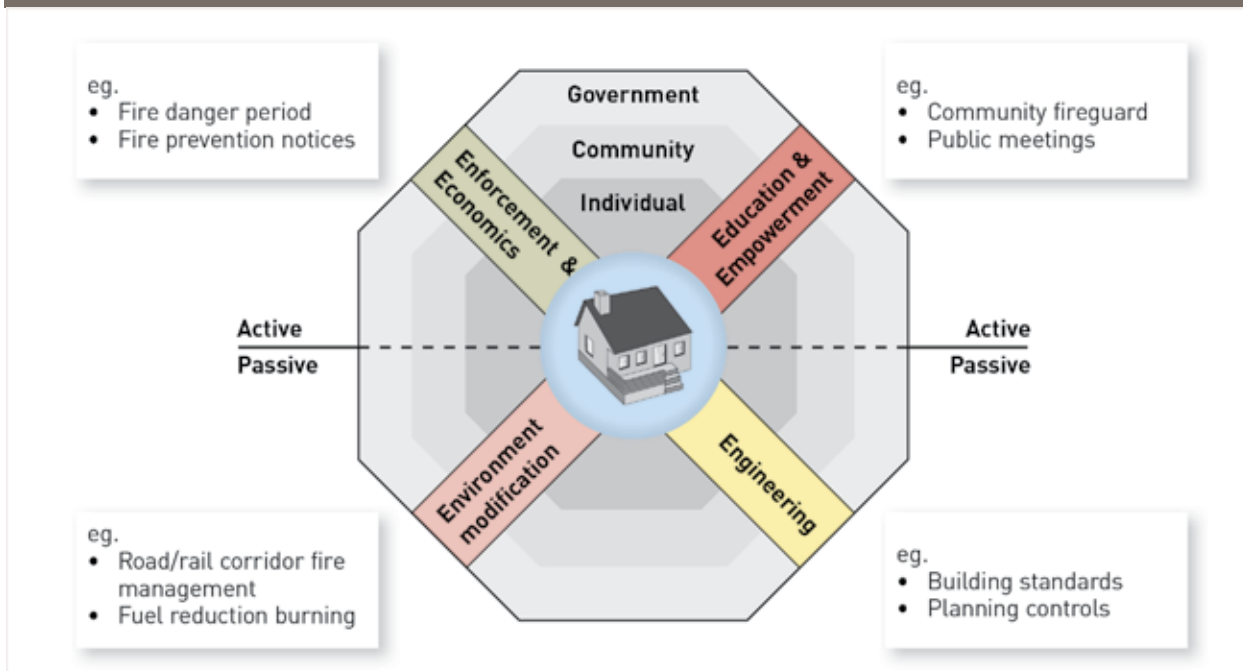 eg.
• Fire danger period
• Fire prevention notices
eg.
• Community fireguard
• Public meetings
Government
Community
Individual
Enforcement &
Economics
Education &
Empowerment
Active
Passive
Active
Passive
Environment
modification
Engineering
eg.
• Road/rail corridor fire
management
• Fuel reduction burning
eg.
• Building standards
• Planning controls